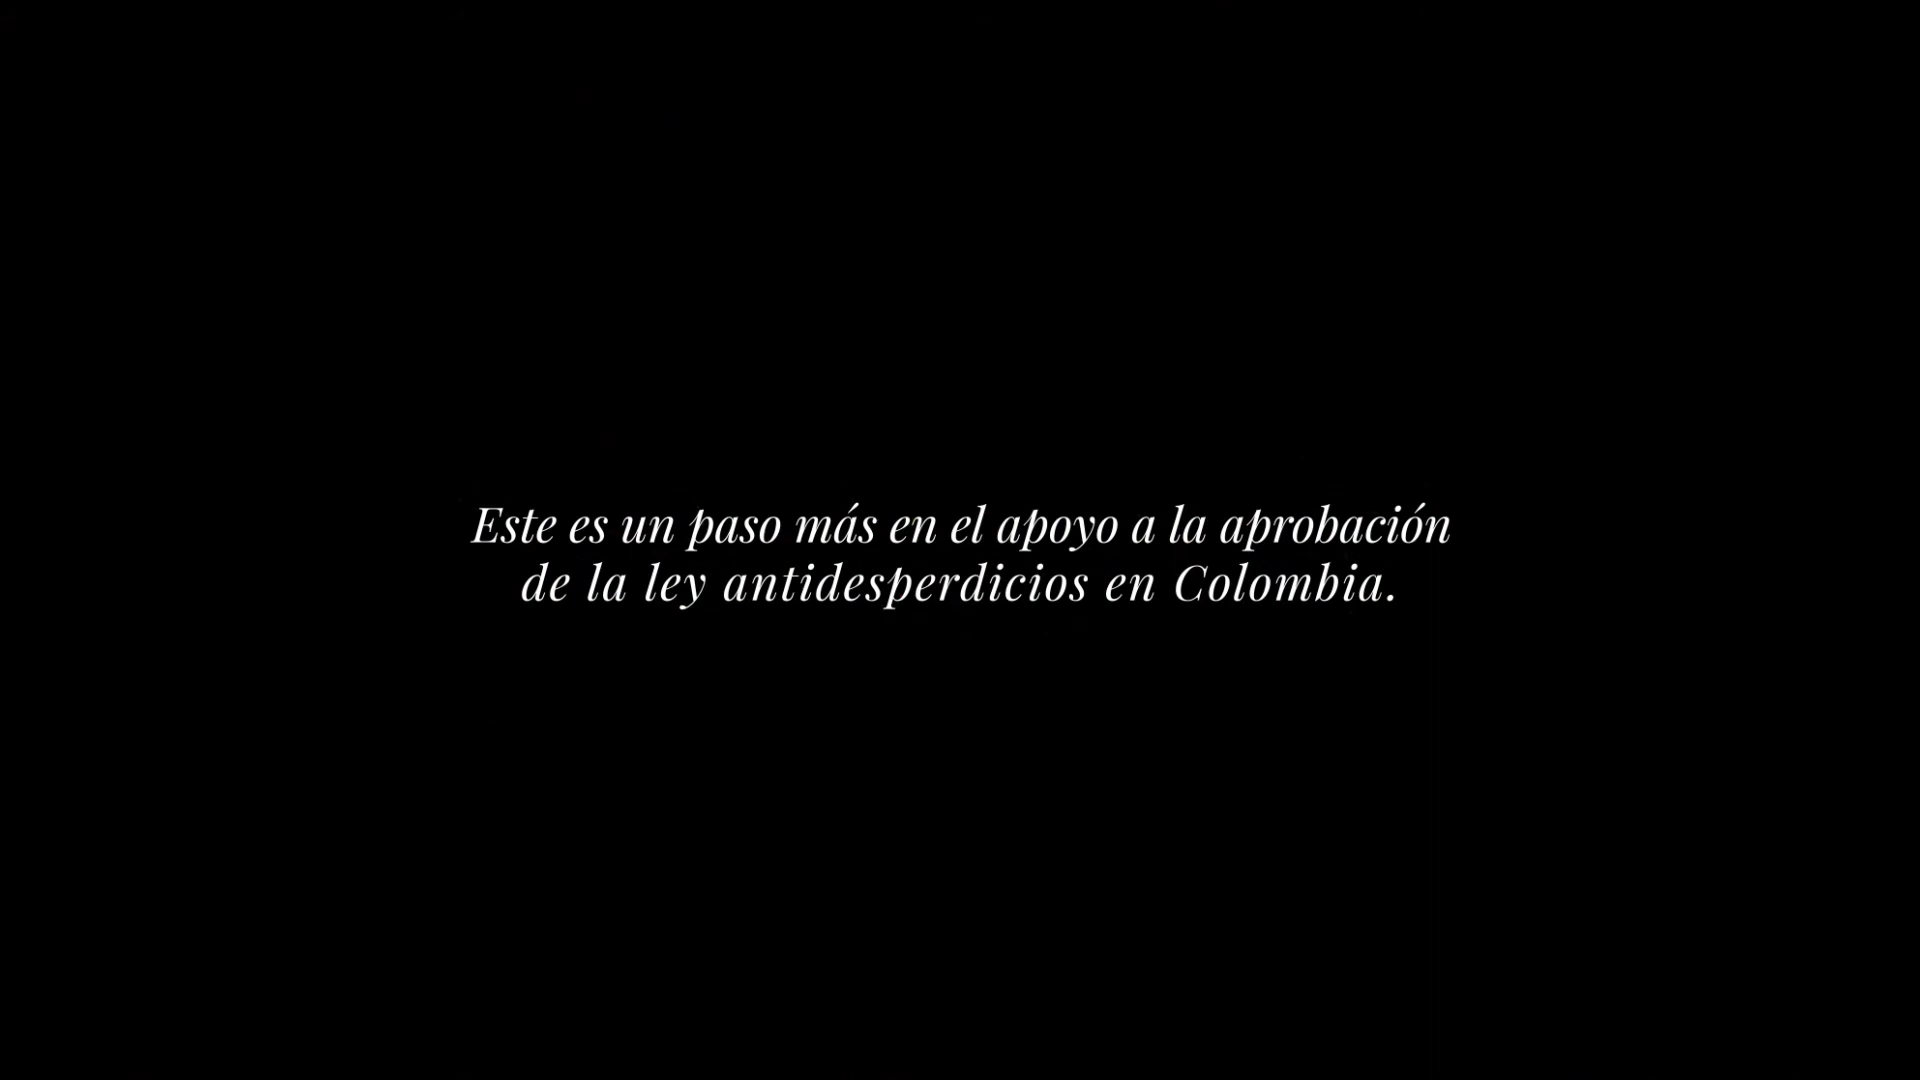 Este es un paso más en el apoyo a la aprobación
de la ley antidesperdicios en Colombia.